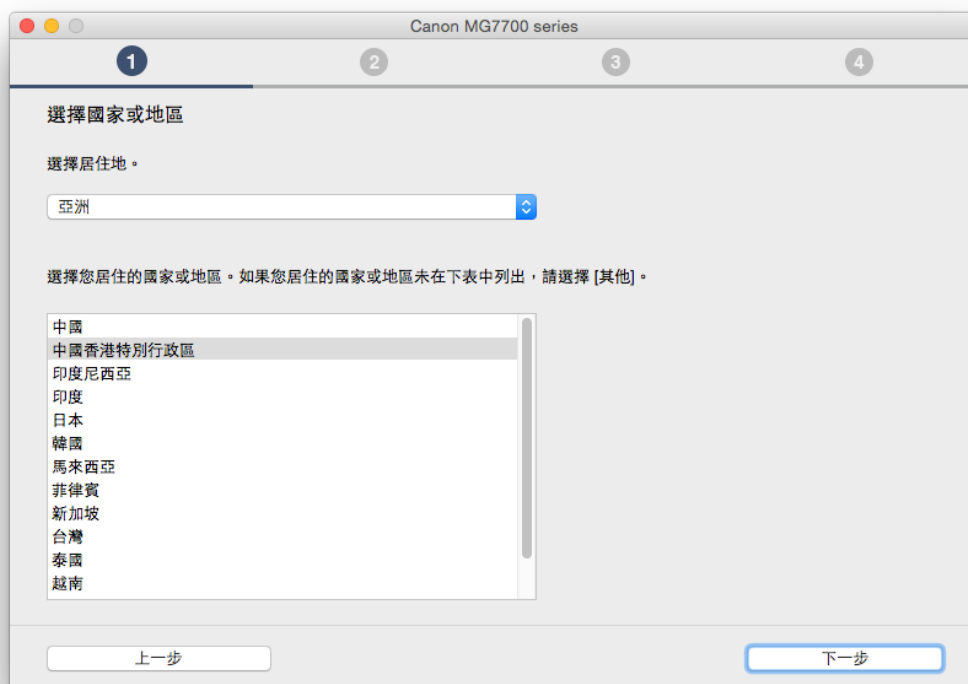 Canon MG7700 series
1 2 3 4
選擇國家或地區
選擇居住地。
亞洲
選擇您居住的國家或地區。如果您居住的國家或地區未在下表中列出，請選擇 [其他]。
中國
中國香港特別行政區
印度尼西亞
印度
日本
韓國
馬來西亞
菲律賓
新加坡
台灣
泰國
越南
上一步 下一步